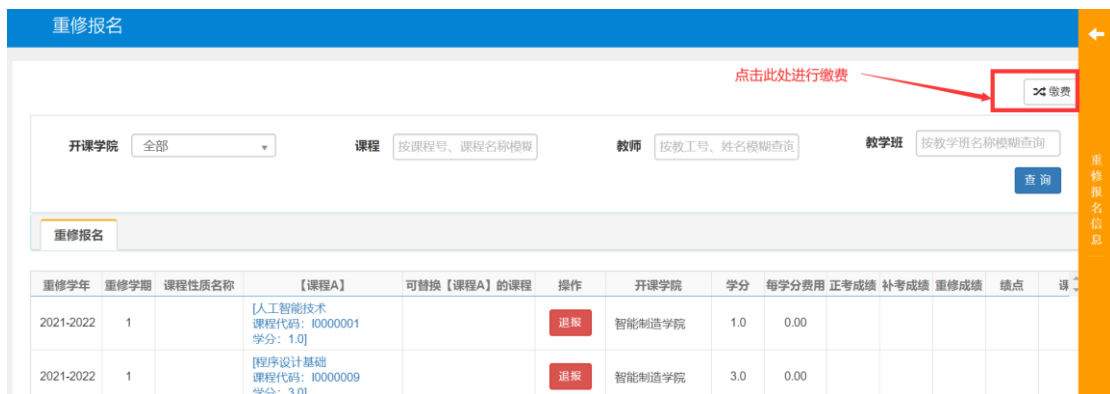 重修报名
点击此处进行缴费
缴费
开课学院 全部 课程 按课程号、课程名称模糊 教师 按教工号、姓名模糊查询 教学班 按教学班名称模糊查询
查 询
重修报名信息
重修报名
重修学年 重修学期 课程性质名称 【课程A】 可替换【课程A】的课程 操作 开课学院 学分 每学分费用 正考成绩 补考成绩 重修成绩 绩点 课
2021-2022 1 [人工智能技术 课程代码：I0000001 学分：1.0] 退报 智能制造学院 1.0 0.00
2021-2022 1 [程序设计基础 课程代码：I0000009 学分：3.0] 退报 智能制造学院 3.0 0.00